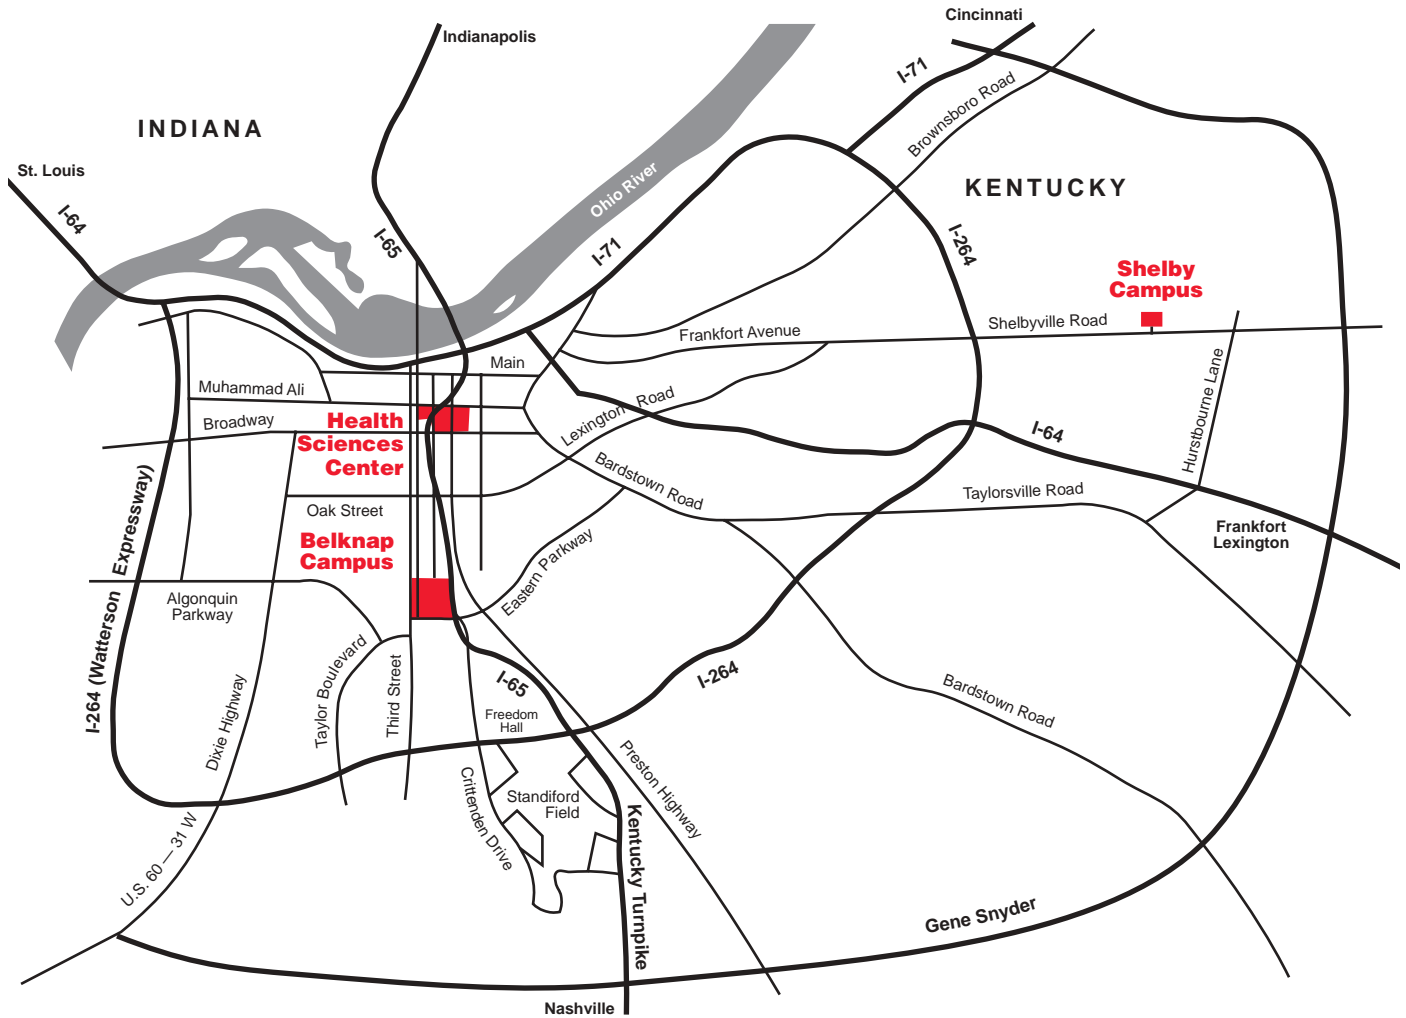 Cincinnati
Indianapolis
I-71
Brownsboro Road
INDIANA
St. Louis
KENTUCKY
Ohio River
I-64
I-65
I-71
I-264
Shelby
Campus
Shelbyville Road
Frankfort Avenue
Main
Muhammad Ali
Hurstbourne Lane
Broadway
Health
Sciences
Center
Lexington Road
I-64
Bardstown Road
Taylorsville Road
Oak Street
Frankfort
Lexington
Belknap
Campus
Eastern Parkway
I-264 (Watterson Expressway)
Algonquin
Parkway
Taylor Boulevard
Third Street
Dixie Highway
I-65
I-264
Bardstown Road
Freedom
Hall
Preston Highway
Crittenden Drive
Standiford
Field
Kentucky Turnpike
U.S. 60 — 31 W
Gene Snyder
Nashville